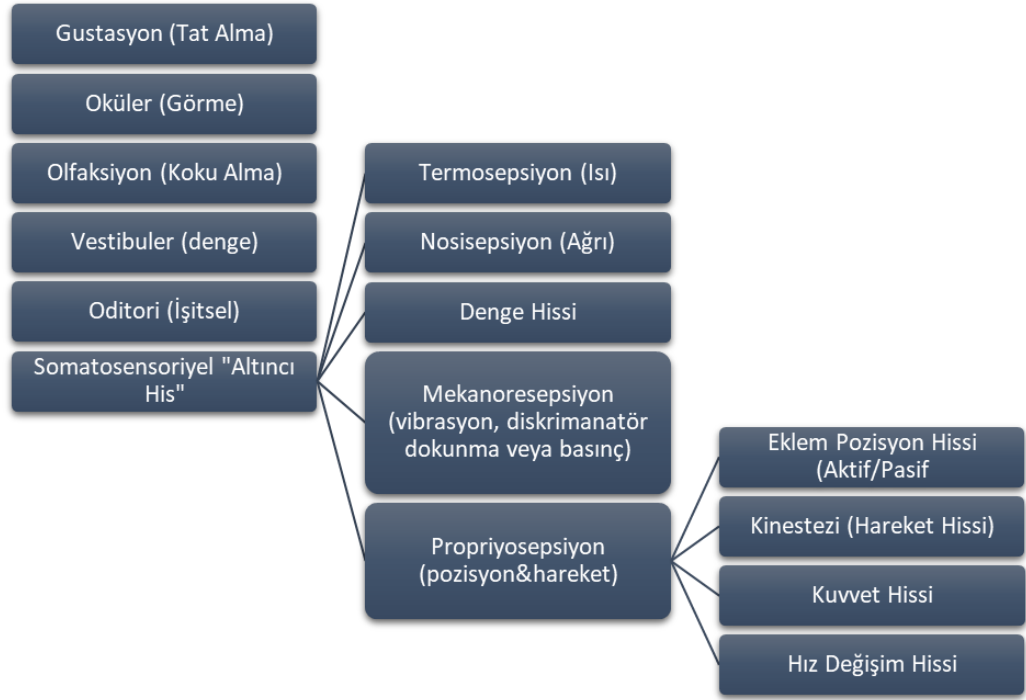 Gustasyon (Tat Alma)
Oküler (Görme)
Olfaksiyon (Koku Alma)
Vestibuler (denge)
Oditori (İşitsel)
Somatosensoriyel "Altıncı
His"
Termosepsiyon (Isı)
Nosisepsiyon (Ağrı)
Denge Hissi
Mekanoresepsiyon
(vibrasyon, diskrimanatör
dokunma veya basınç)
Propriyosepsiyon
(pozisyon&hareket)
Eklem Pozisyon Hissi
(Aktif/Pasif
Kinestezi (Hareket Hissi)
Kuvvet Hissi
Hız Değişim Hissi